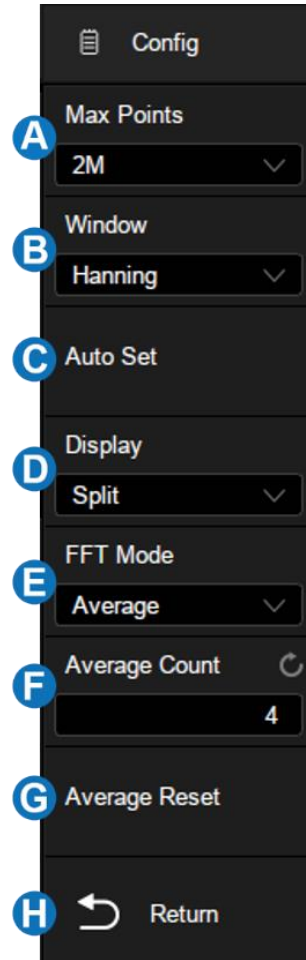 Config
A
Max Points
2M
B
Window
Hanning
C
Auto Set
D
Display
Split
E
FFT Mode
Average
F
Average Count
4
G
Average Reset
H
Return